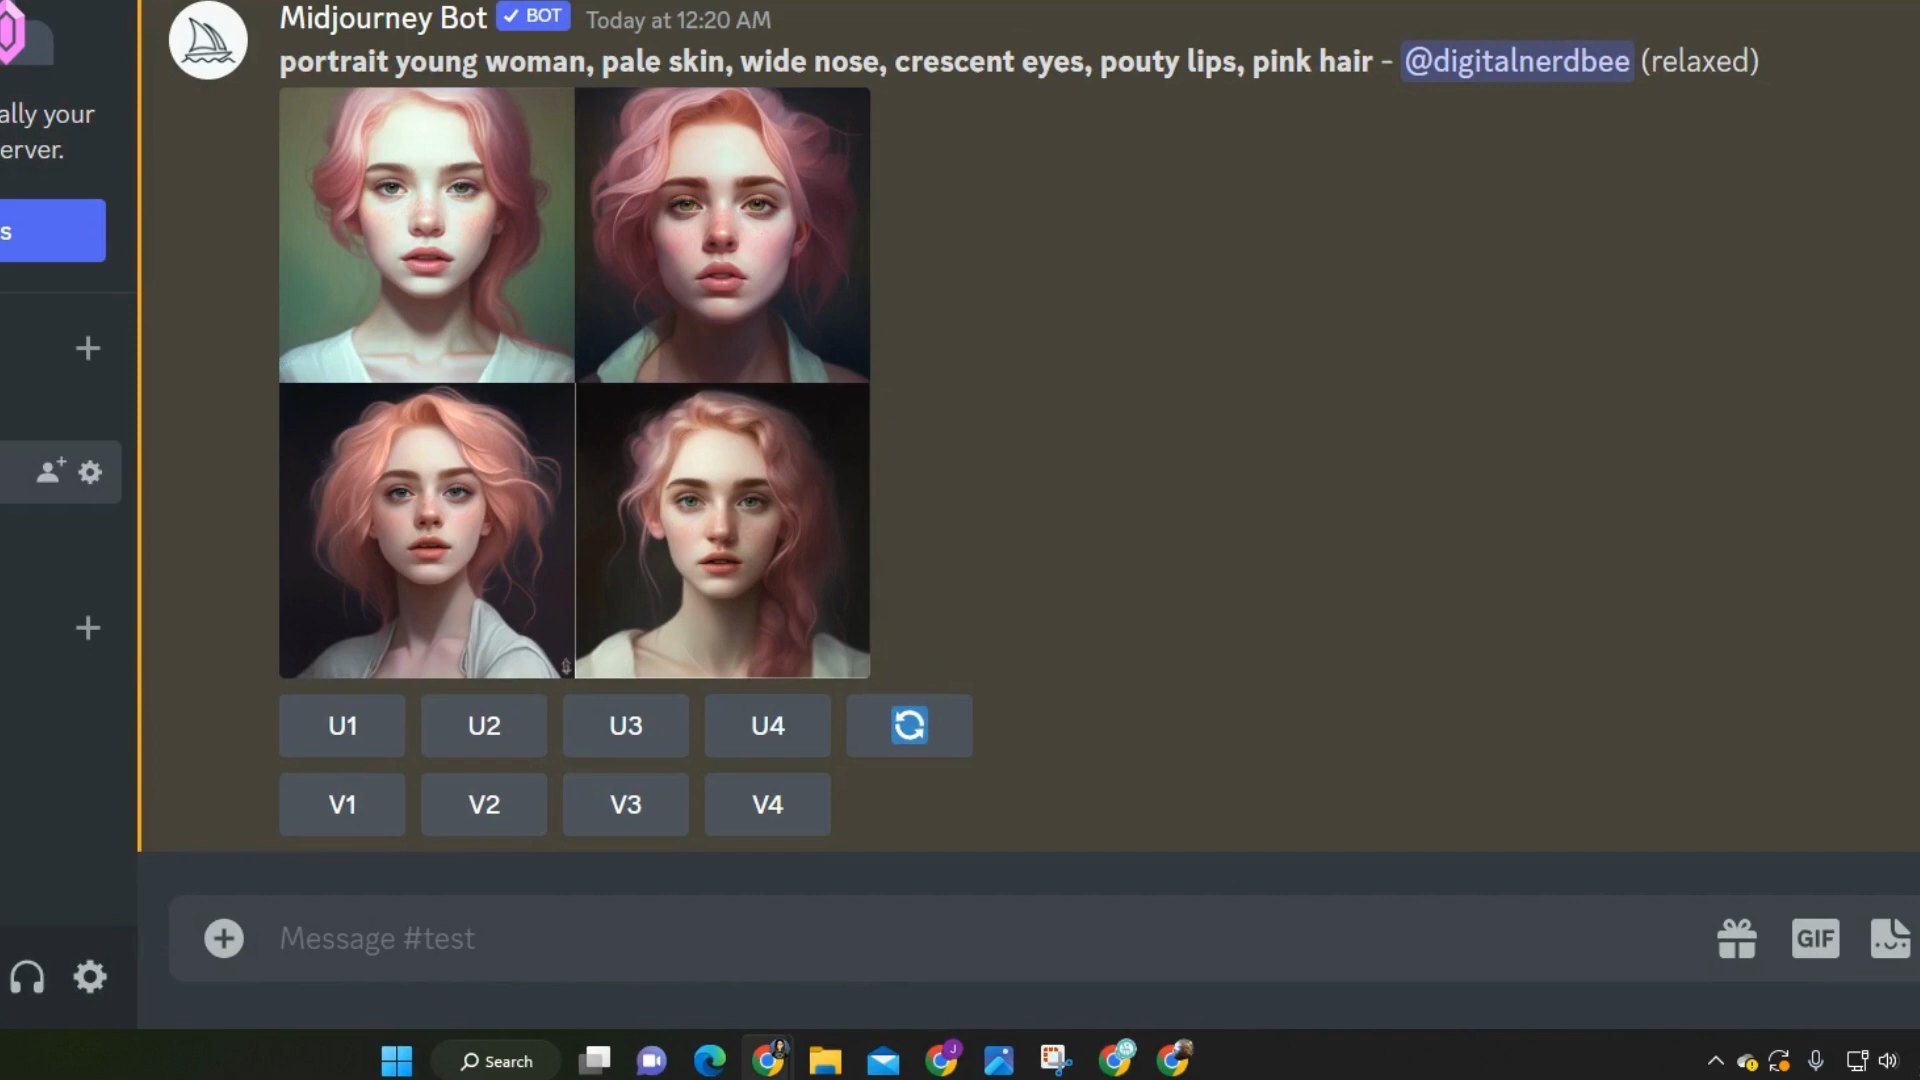 Midjourney Bot ✓ BOT Today at 12:20 AM
portrait young woman, pale skin, wide nose, crescent eyes, pouty lips, pink hair - @digitalnerdbee (relaxed)
ally your
erver.
s
U1 U2 U3 U4
V1 V2 V3 V4
Message #test
GIF
Search
J